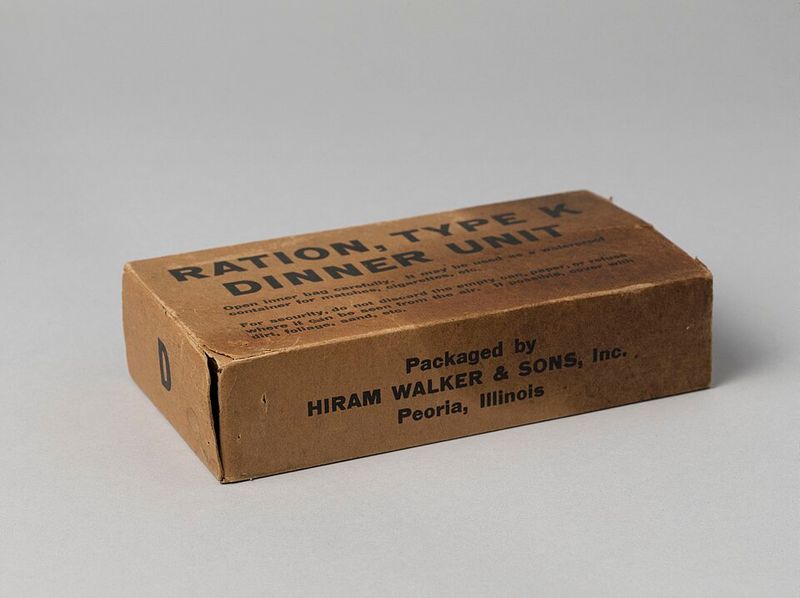 RATION, TYPE K
DINNER UNIT
Open inner bag carefully. It may be used as a waterproof
container for matches, cigarettes, etc.
For security, do not discard the empty can, paper, or refuse
where it can be seen from the air. If possible, cover with
dirt, foliage, sand, etc.
D
Packaged by
HIRAM WALKER & SONS, Inc.
Peoria, Illinois